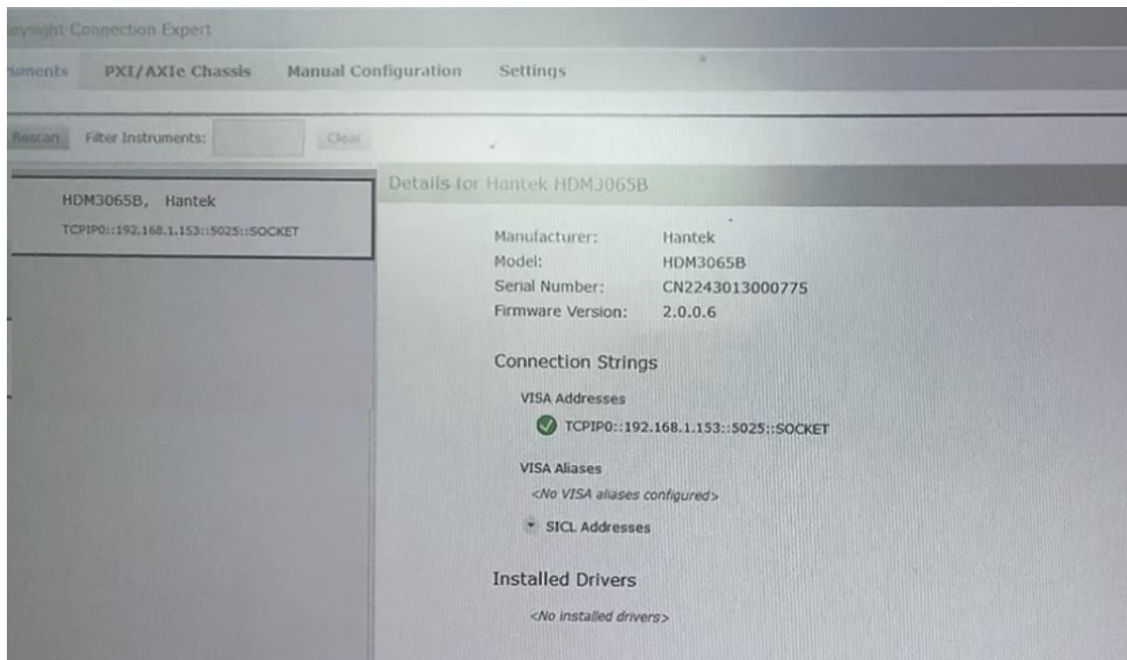 Keysight Connection Expert
PXI/AXIe Chassis Manual Configuration Settings
Rescan Filter Instruments: Clear
HDM3065B, Hantek
TCPIP0::192.168.1.153::5025::SOCKET
Details for Hantek HDM3065B
Manufacturer: Hantek
Model: HDM3065B
Serial Number: CN2243013000775
Firmware Version: 2.0.0.6
Connection Strings
VISA Addresses
TCPIP0::192.168.1.153::5025::SOCKET
VISA Aliases
<No VISA aliases configured>
SICL Addresses
Installed Drivers
<No installed drivers>